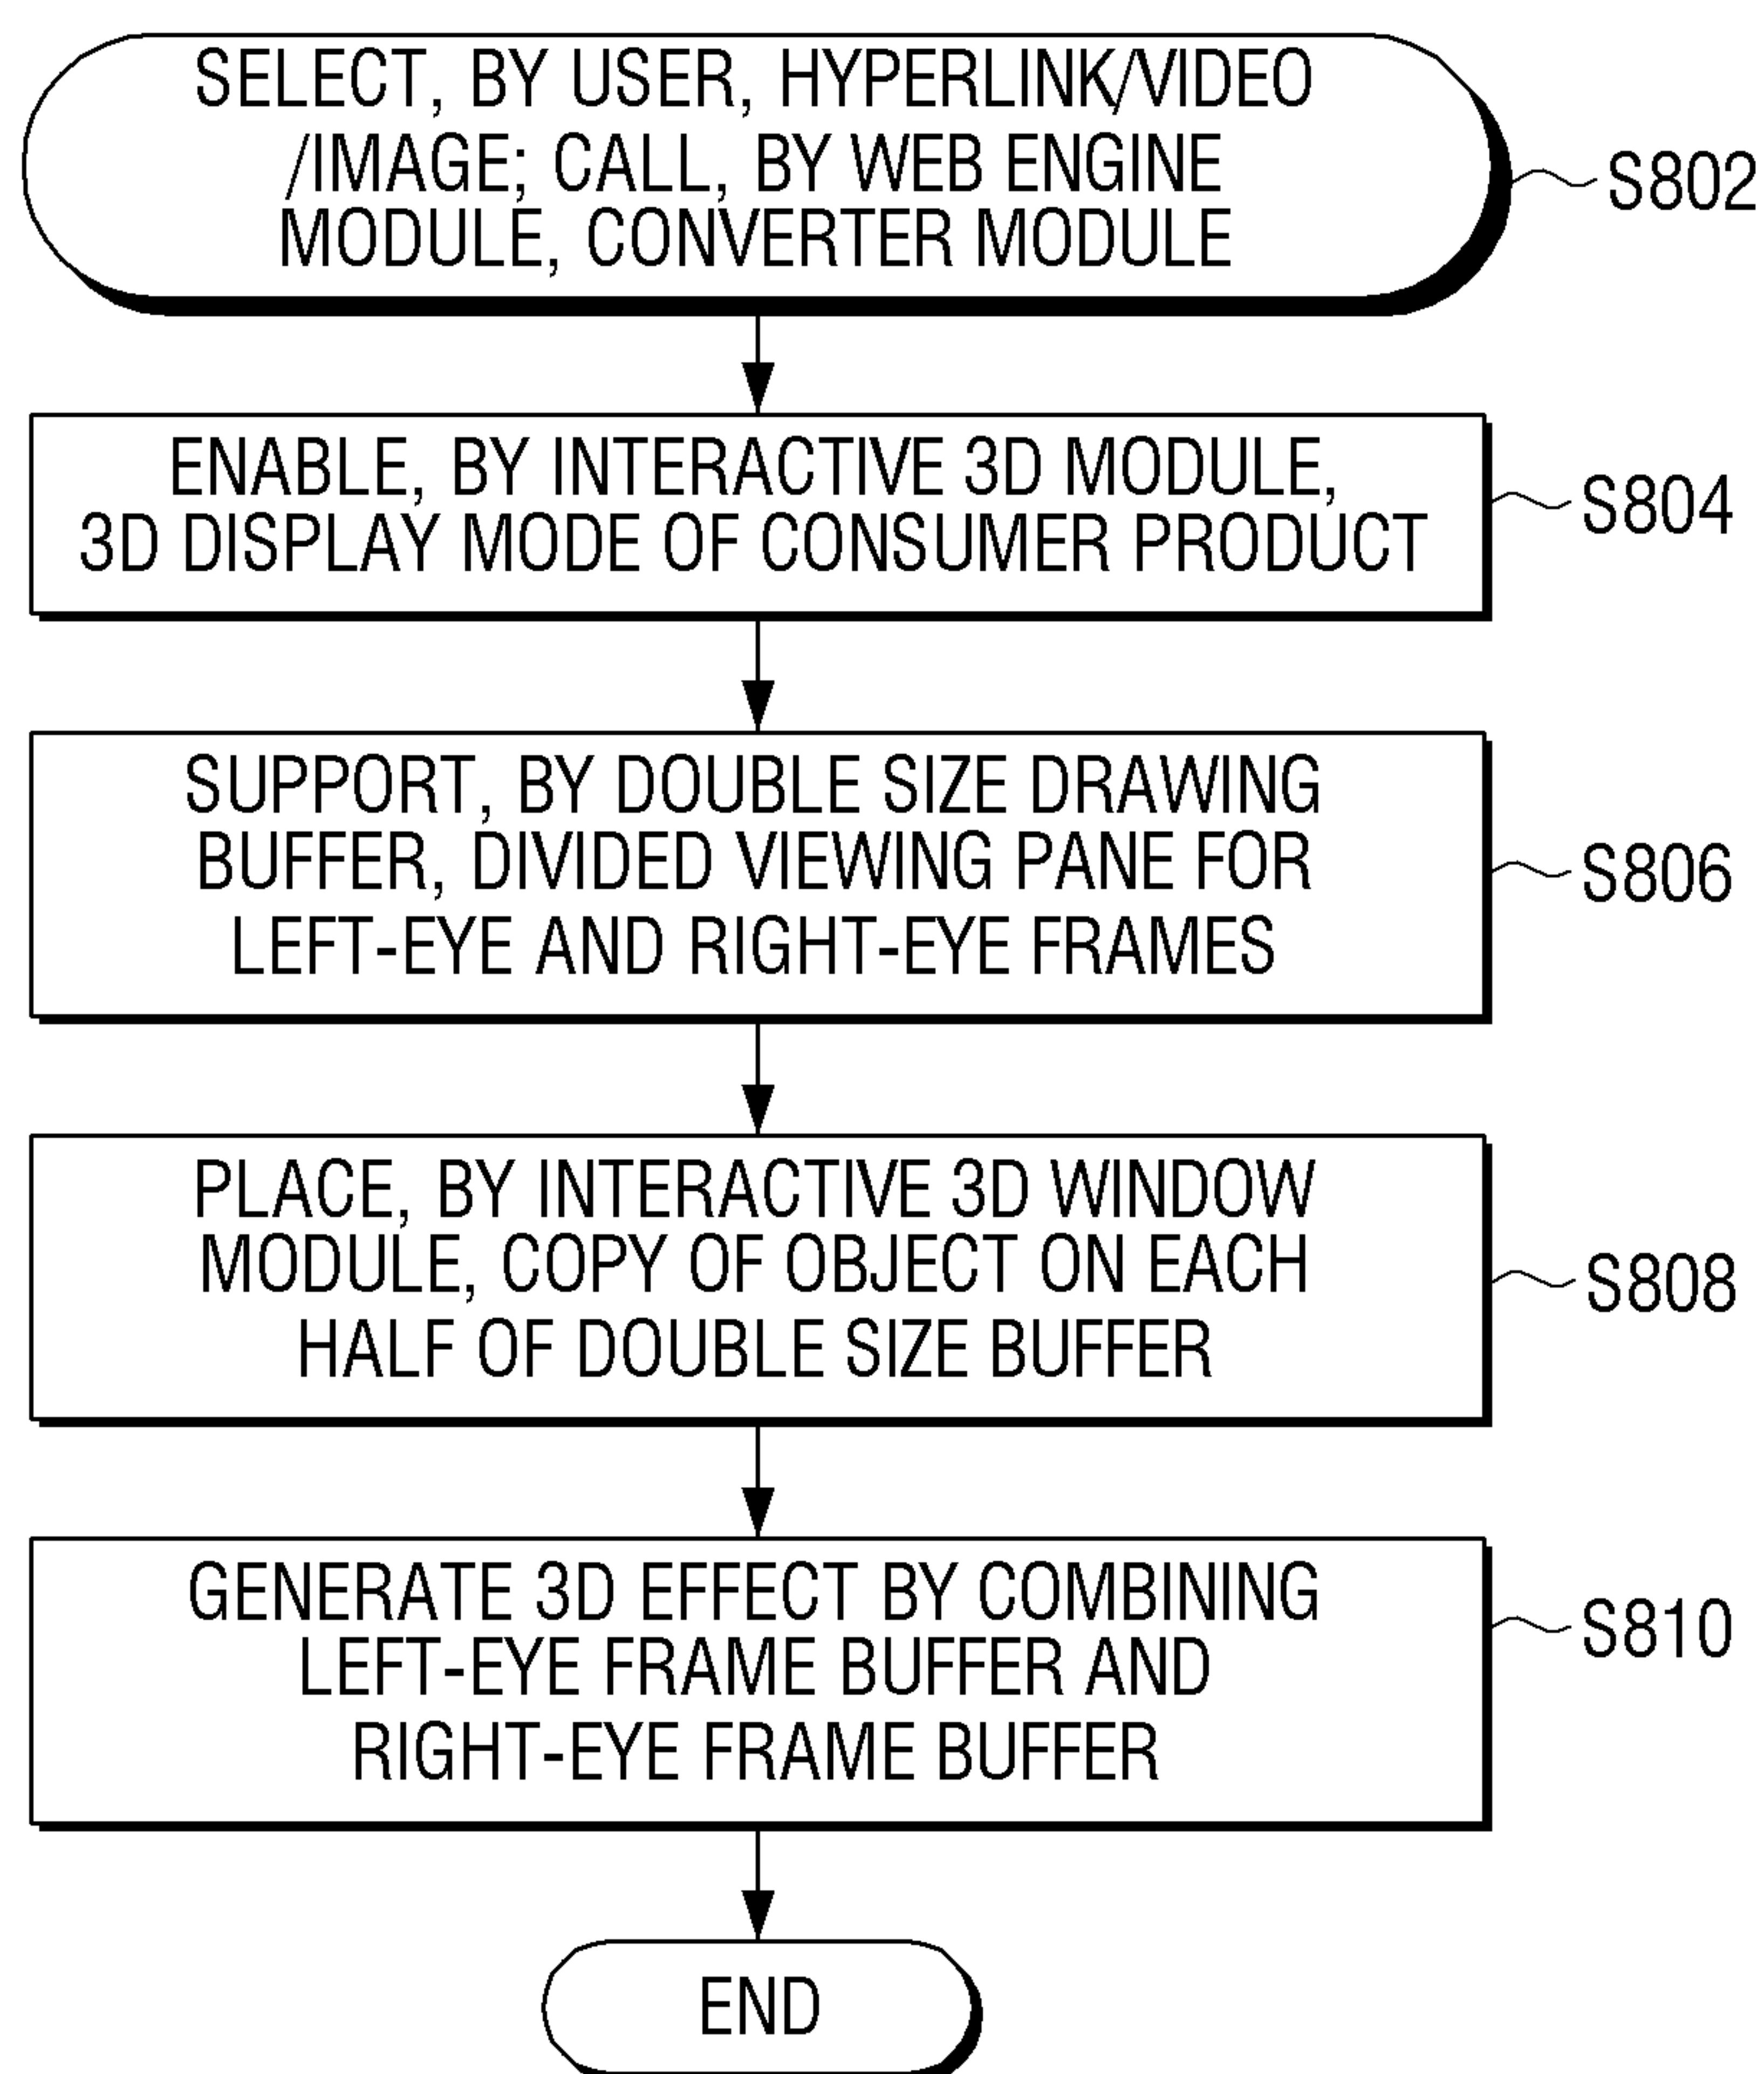 SELECT, BY USER, HYPERLINK/VIDEO
/IMAGE; CALL, BY WEB ENGINE
MODULE, CONVERTER MODULE
S802
ENABLE, BY INTERACTIVE 3D MODULE,
3D DISPLAY MODE OF CONSUMER PRODUCT
S804
SUPPORT, BY DOUBLE SIZE DRAWING
BUFFER, DIVIDED VIEWING PANE FOR
LEFT-EYE AND RIGHT-EYE FRAMES
S806
PLACE, BY INTERACTIVE 3D WINDOW
MODULE, COPY OF OBJECT ON EACH
HALF OF DOUBLE SIZE BUFFER
S808
GENERATE 3D EFFECT BY COMBINING
LEFT-EYE FRAME BUFFER AND
RIGHT-EYE FRAME BUFFER
S810
END